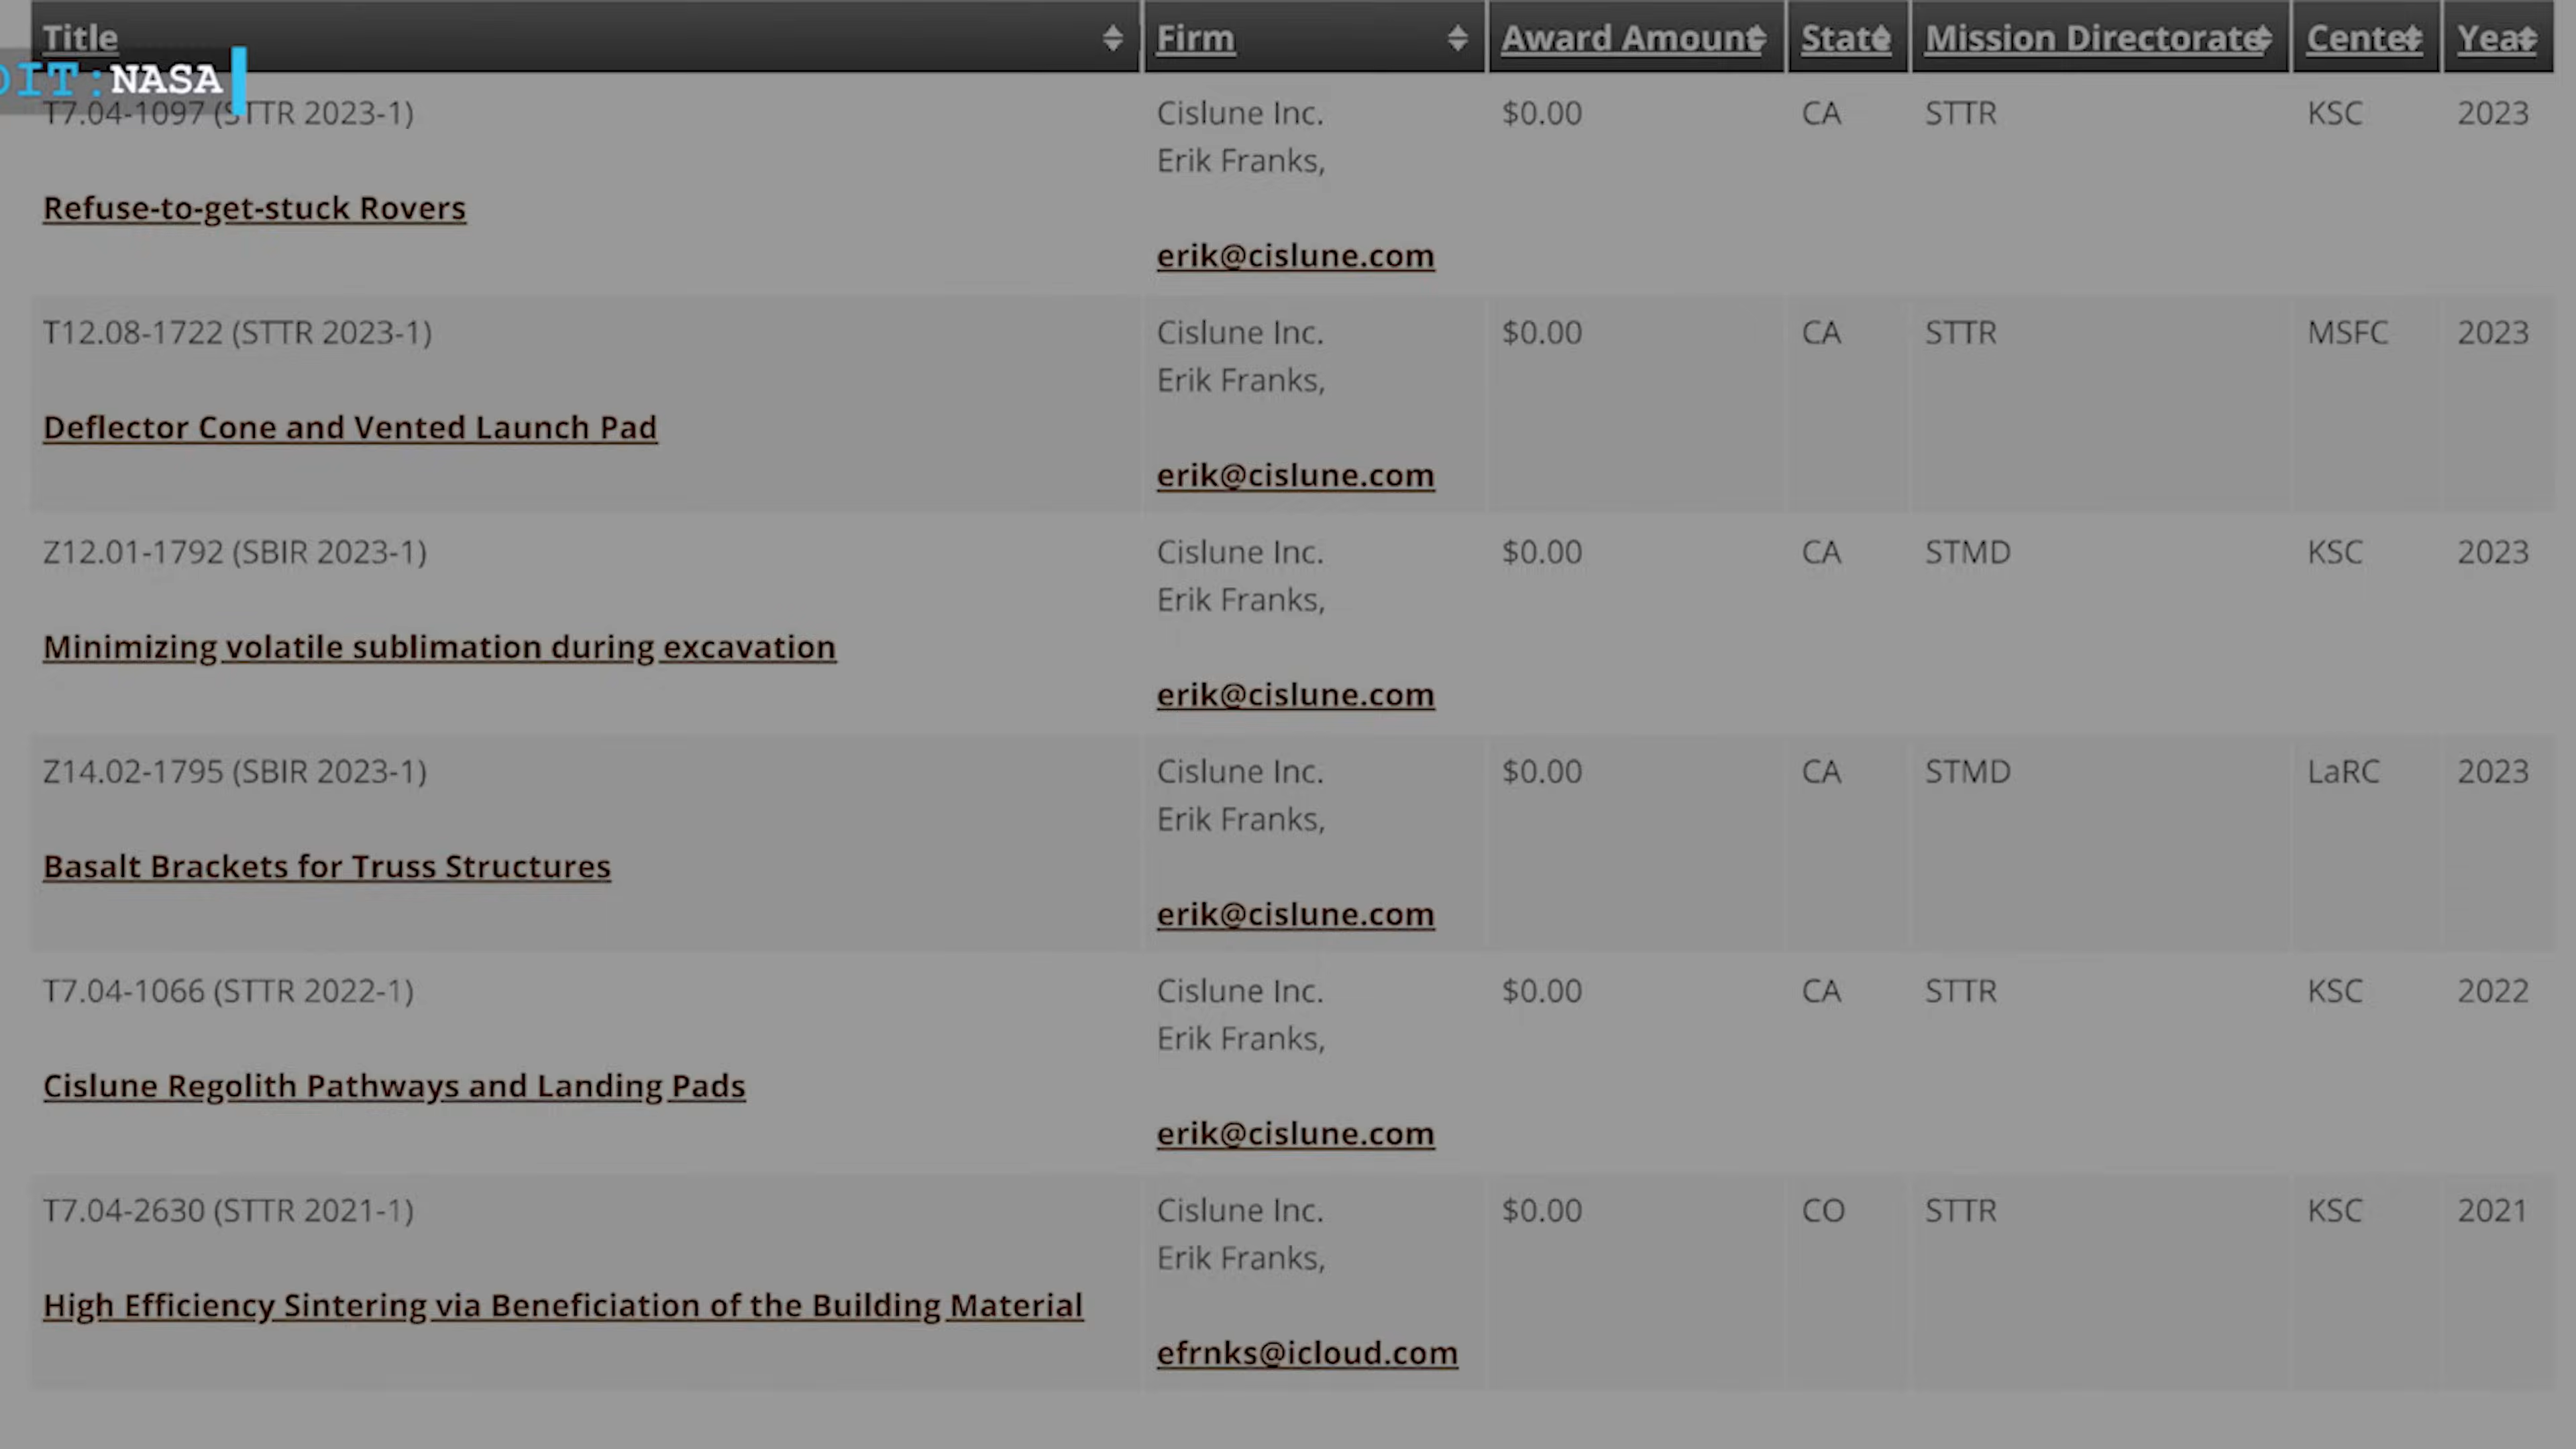 Title Firm Award Amount State Mission Directorate Center Year
DIT:NASA
T7.04-1097 (STTR 2023-1) Cislune Inc. $0.00 CA STTR KSC 2023
Erik Franks,
Refuse-to-get-stuck Rovers
erik@cislune.com
T12.08-1722 (STTR 2023-1) Cislune Inc. $0.00 CA STTR MSFC 2023
Erik Franks,
Deflector Cone and Vented Launch Pad
erik@cislune.com
Z12.01-1792 (SBIR 2023-1) Cislune Inc. $0.00 CA STMD KSC 2023
Erik Franks,
Minimizing volatile sublimation during excavation
erik@cislune.com
Z14.02-1795 (SBIR 2023-1) Cislune Inc. $0.00 CA STMD LaRC 2023
Erik Franks,
Basalt Brackets for Truss Structures
erik@cislune.com
T7.04-1066 (STTR 2022-1) Cislune Inc. $0.00 CA STTR KSC 2022
Erik Franks,
Cislune Regolith Pathways and Landing Pads
erik@cislune.com
T7.04-2630 (STTR 2021-1) Cislune Inc. $0.00 CO STTR KSC 2021
Erik Franks,
High Efficiency Sintering via Beneficiation of the Building Material
efrnks@icloud.com